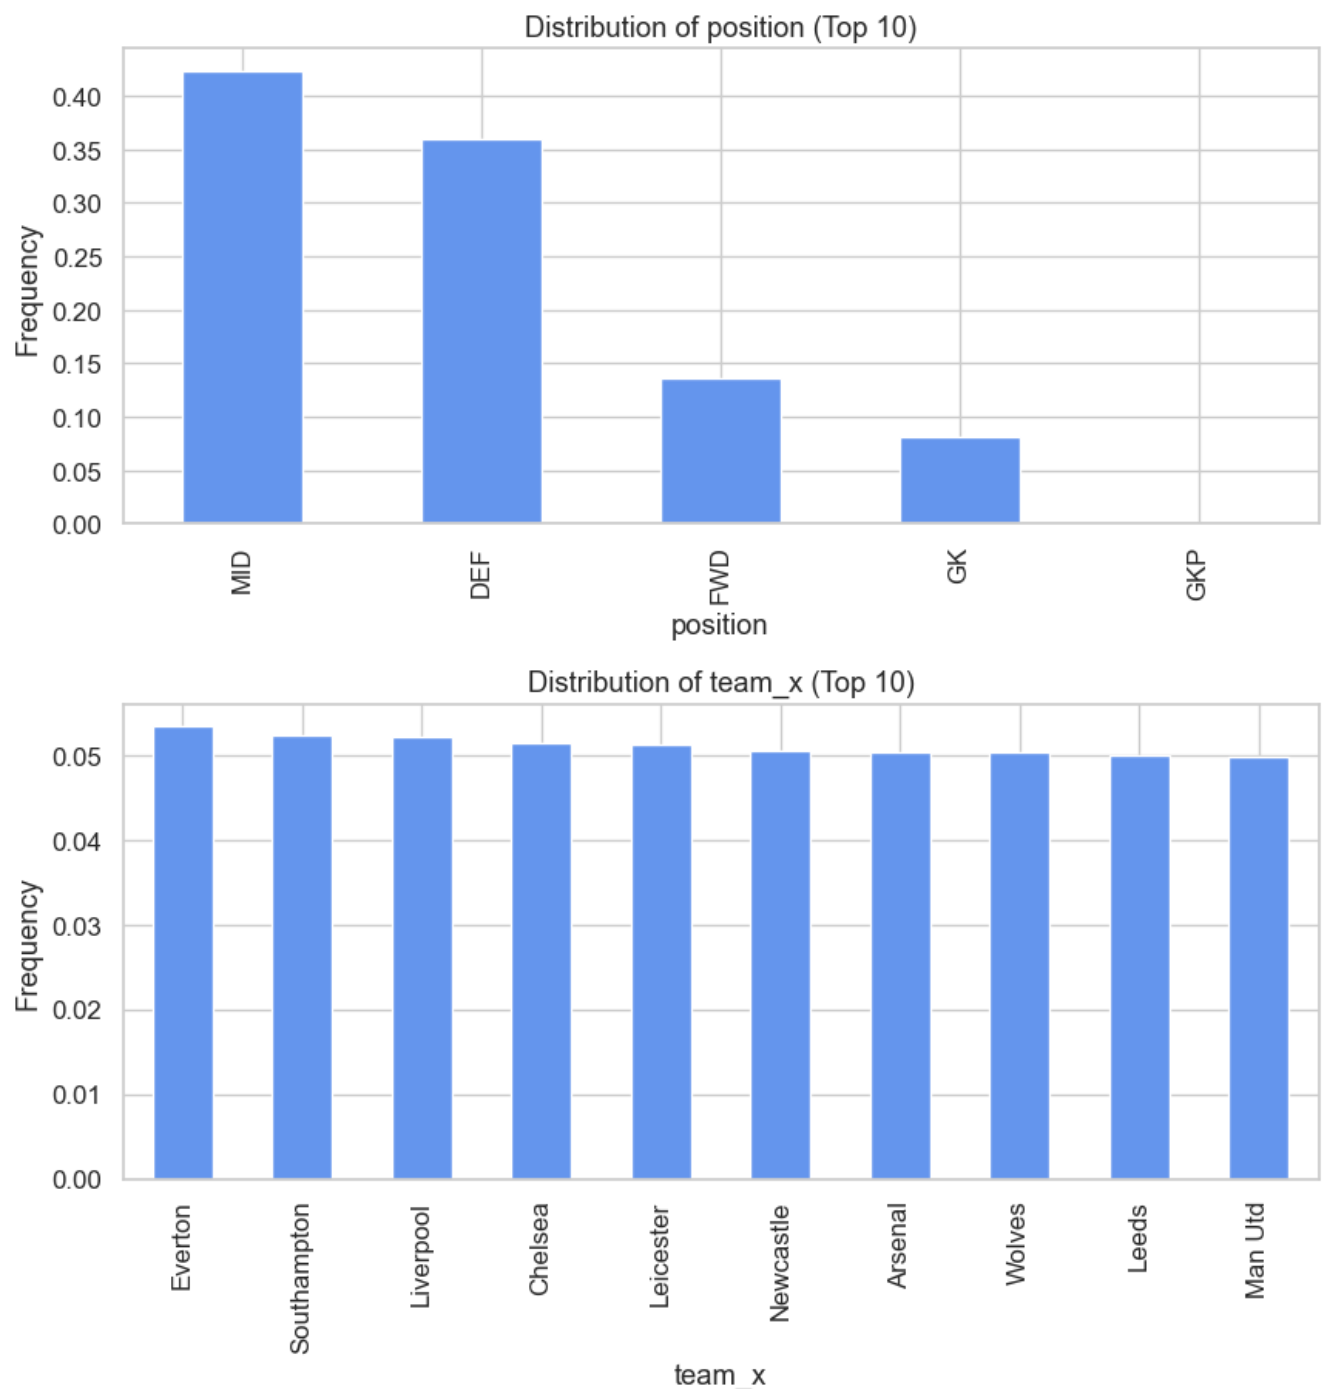 Distribution of position (Top 10)
Frequency
0.40
0.35
0.30
0.25
0.20
0.15
0.10
0.05
0.00
MID
DEF
FWD
GK
GKP
position
Distribution of team_x (Top 10)
Frequency
0.05
0.04
0.03
0.02
0.01
0.00
Everton
Southampton
Liverpool
Chelsea
Leicester
Newcastle
Arsenal
Wolves
Leeds
Man Utd
team_x